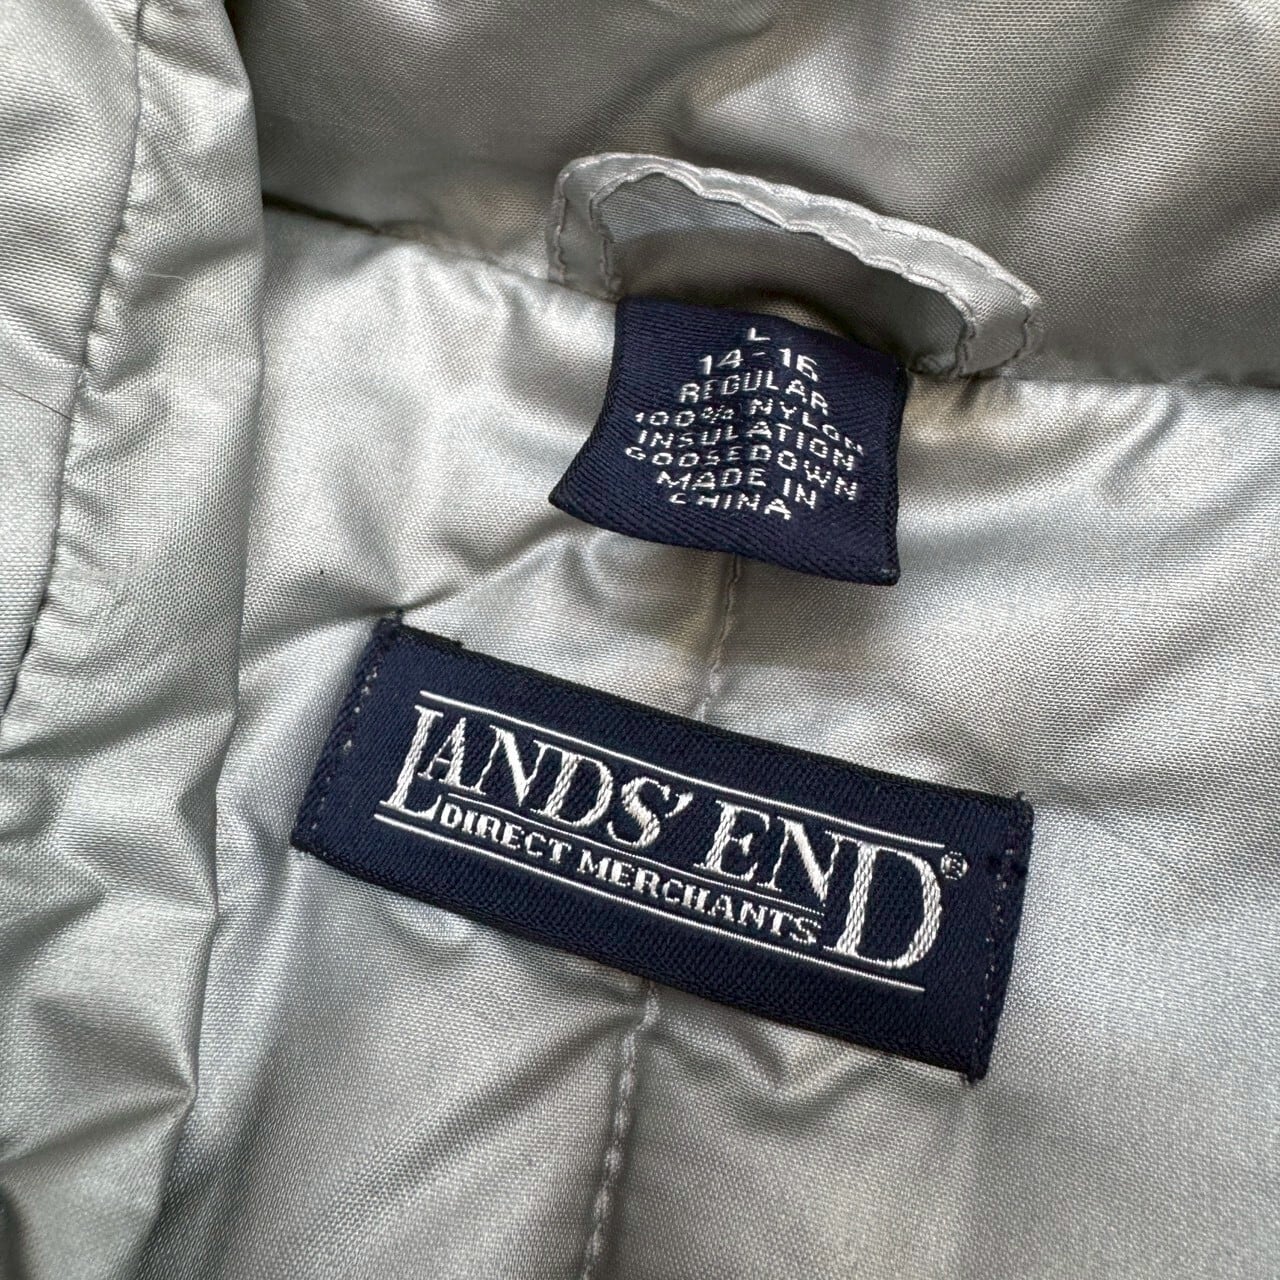 L
14-16
REGULAR
100% NYLON
INSULATION
GOOSEDOWN
MADE IN
CHINA
LANDS' END®
DIRECT MERCHANTS